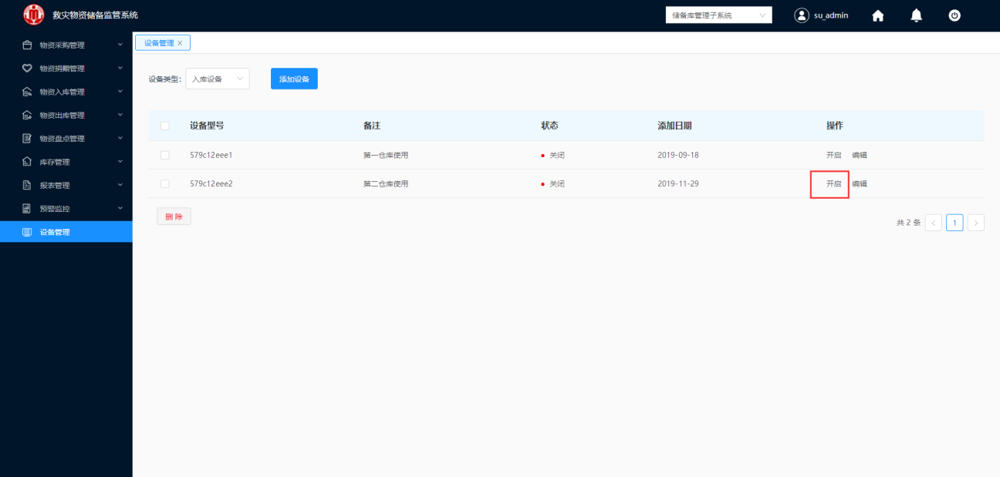 救灾物资储备监管系统
储备库管理子系统
su_admin
物资采购管理
物资捐赠管理
物资入库管理
物资出库管理
物资盘点管理
库存管理
报表管理
预警监控
设备管理
设备管理 ×
设备类型: 入库设备 添加设备
设备型号 备注 状态 添加日期 操作
579c12eee1 第一仓库使用 关闭 2019-09-18 开启 编辑
579c12eee2 第二仓库使用 关闭 2019-11-29 开启 编辑
删 除
共 2 条 < 1 >